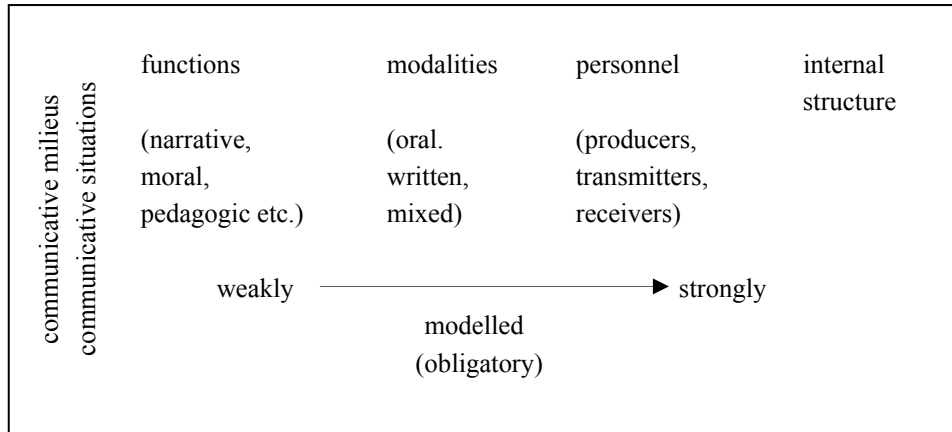 communicative milieus
communicative situations
functions
(narrative,
moral,
pedagogic etc.)
modalities
(oral.
written,
mixed)
personnel
(producers,
transmitters,
receivers)
internal
structure
weakly
strongly
modelled
(obligatory)